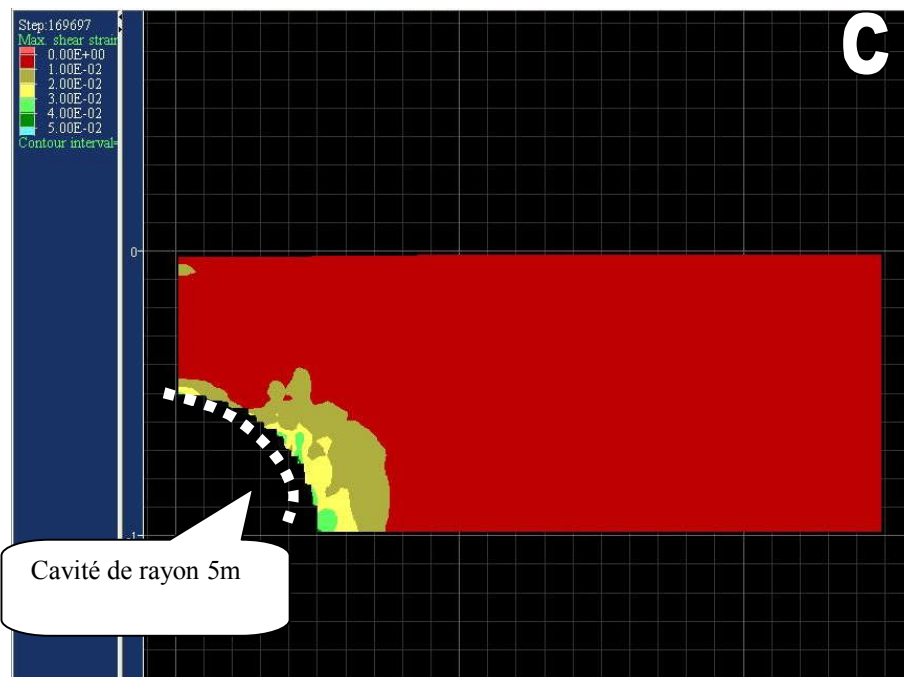 Step:169697
Max. shear strain
0.00E+00
1.00E-02
2.00E-02
3.00E-02
4.00E-02
5.00E-02
Contour interval=
C
0
-1
Cavité de rayon 5m